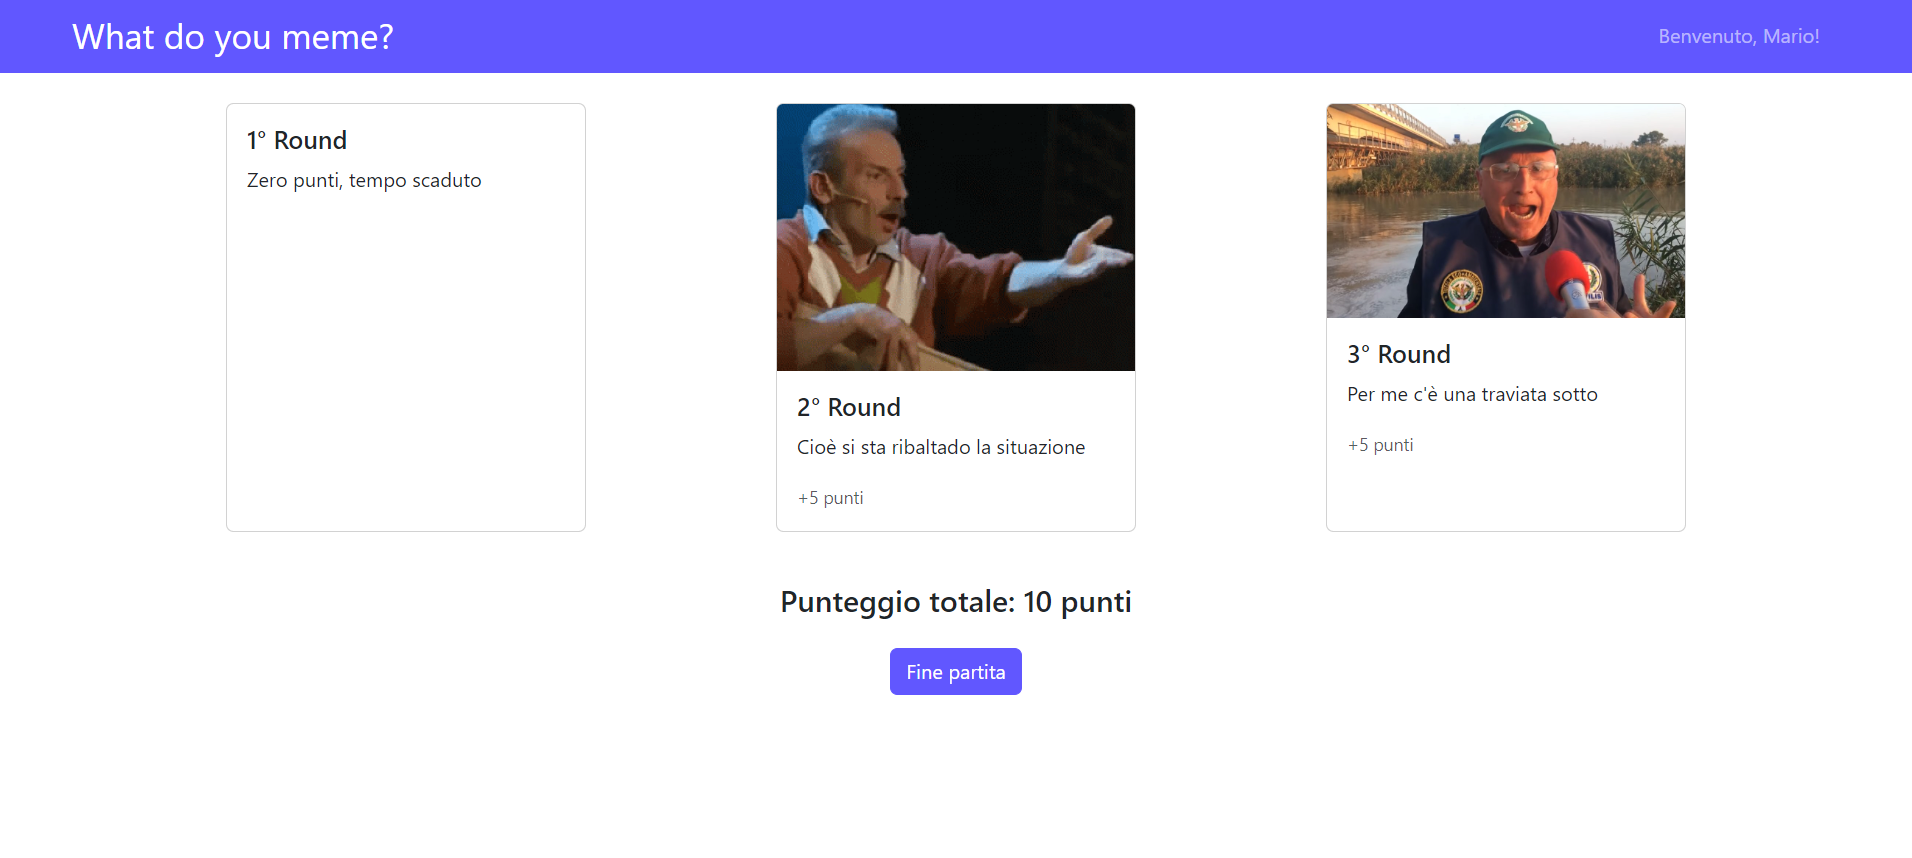 What do you meme?
Benvenuto, Mario!
1° Round
Zero punti, tempo scaduto
2° Round
Cioè si sta ribaltado la situazione
+5 punti
3° Round
Per me c'è una traviata sotto
+5 punti
Punteggio totale: 10 punti
Fine partita